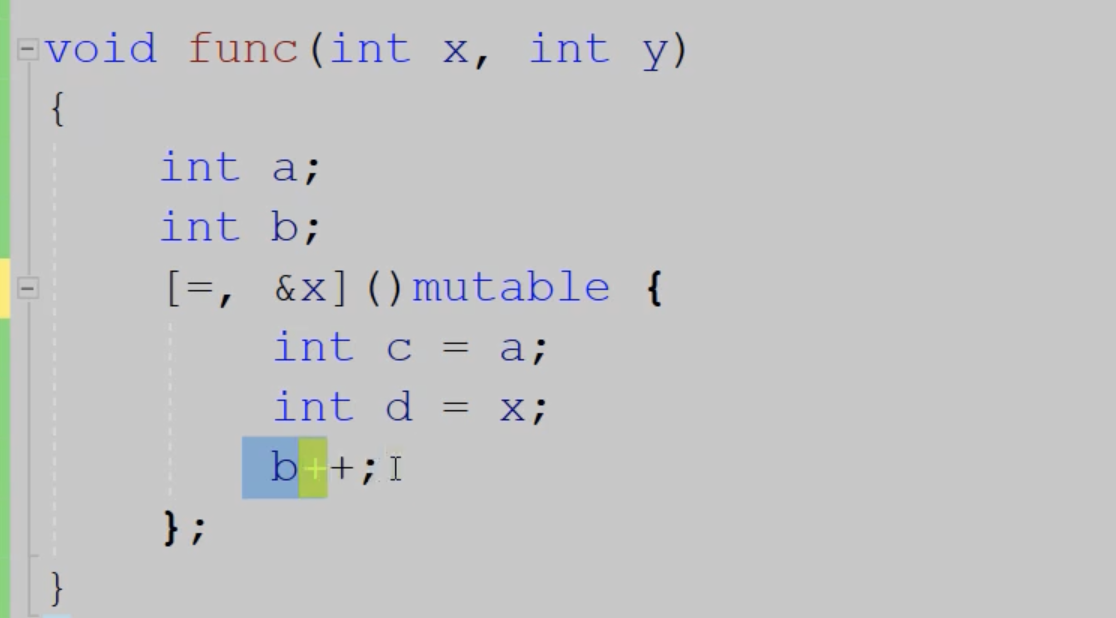 void func(int x, int y)
{
int a;
int b;
[=, &x]()mutable {
int c = a;
int d = x;
b++;
};
}